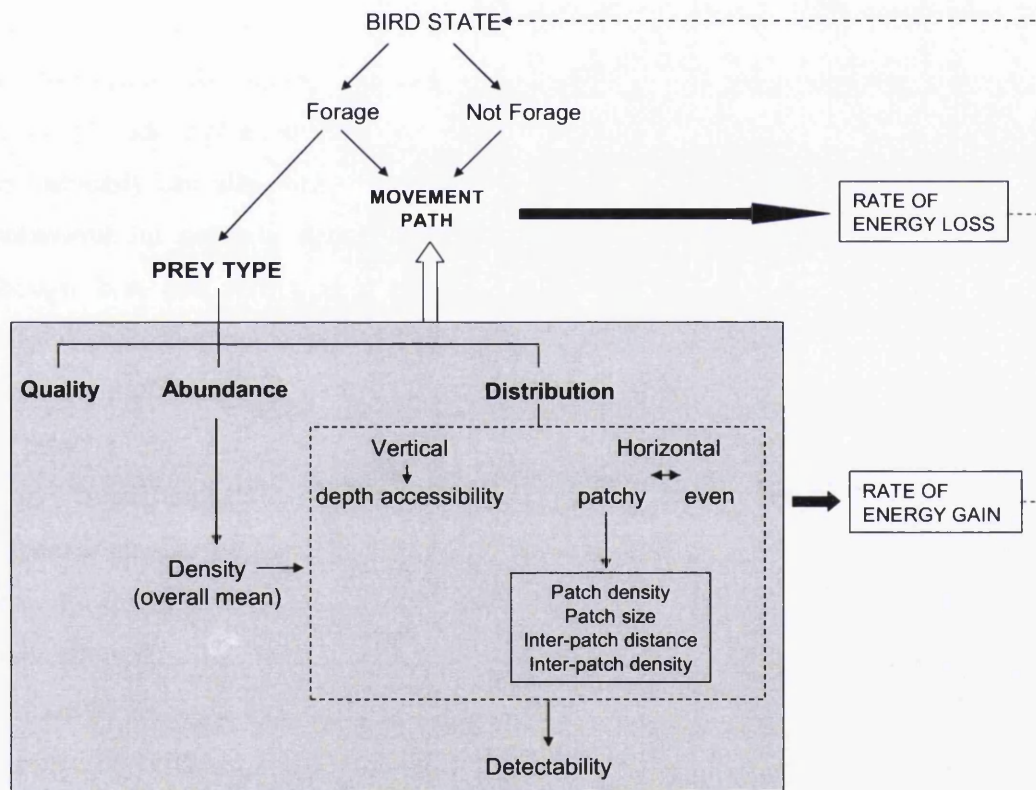 BIRD STATE
Forage
Not Forage
MOVEMENT
PATH
RATE OF
ENERGY LOSS
PREY TYPE
Quality
Abundance
Distribution
Vertical
Horizontal
depth accessibility
patchy
even
RATE OF
ENERGY GAIN
Density
(overall mean)
Patch density
Patch size
Inter-patch distance
Inter-patch density
Detectability